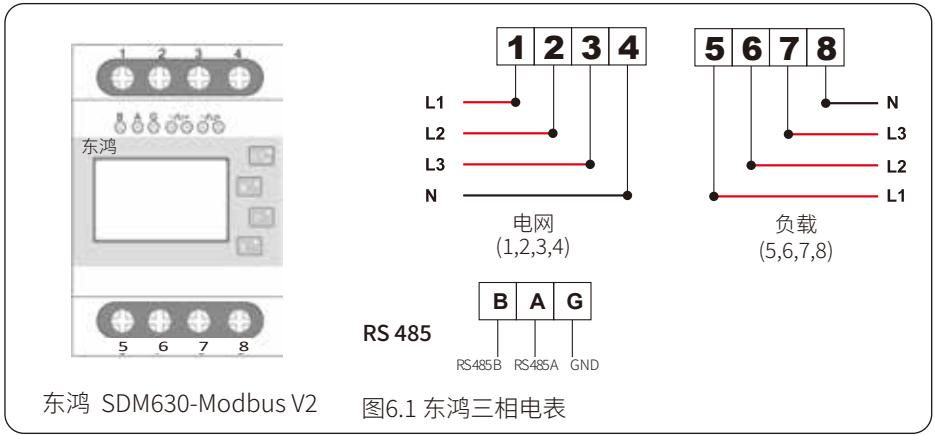 1 2 3 4
B A G
东鸿
5 6 7 8
东鸿 SDM630-Modbus V2
1 2 3 4
L1
L2
L3
N
电网
(1,2,3,4)
5 6 7 8
N
L3
L2
L1
负载
(5,6,7,8)
RS 485
B A G
RS485B RS485A GND
图6.1 东鸿三相电表